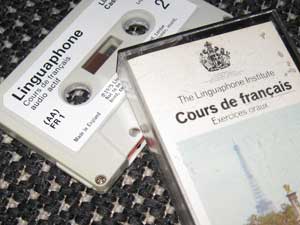 Linguaphone
Cours de français
audio actif
2
(AA)
FR 1
Made in England
The Linguaphone Institute
Cours de français
Exercices oraux